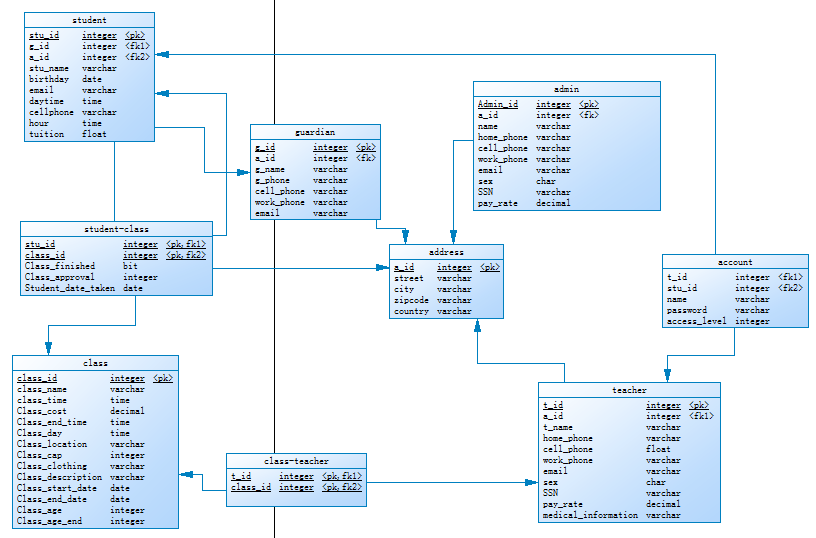 student
stu_id integer <pk>
g_id integer <fk1>
a_id integer <fk2>
stu_name varchar
birthday date
email varchar
daytime time
cellphone varchar
hour time
tuition float
admin
Admin_id integer <pk>
a_id integer <fk>
name varchar
home_phone varchar
cell_phone varchar
work_phone varchar
email varchar
sex char
SSN varchar
pay_rate decimal
guardian
g_id integer <pk>
a_id integer <fk>
g_name varchar
g_phone varchar
cell_phone varchar
work_phone varchar
email varchar
student-class
stu_id integer <pk,fk1>
class_id integer <pk,fk2>
Class_finished bit
Class_approval integer
Student_date_taken date
address
a_id integer <pk>
street varchar
city varchar
zipcode varchar
country varchar
account
t_id integer <fk1>
stu_id integer <fk2>
name varchar
password varchar
access_level integer
class
class_id integer <pk>
class_name varchar
class_time time
Class_cost decimal
Class_end_time time
Class_day time
Class_location varchar
Class_cap integer
Class_clothing varchar
Class_description varchar
Class_start_date date
Class_end_date date
Class_age integer
Class_age_end integer
class-teacher
t_id integer <pk,fk1>
class_id integer <pk,fk2>
teacher
t_id integer <pk>
a_id integer <fk1>
t_name varchar
home_phone varchar
cell_phone float
work_phone varchar
email varchar
sex char
SSN varchar
pay_rate decimal
medical_information varchar